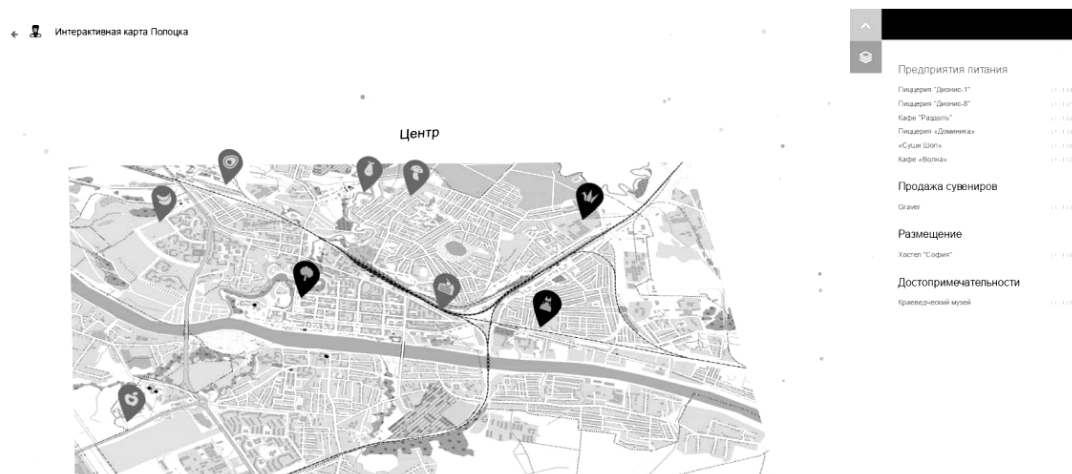 Интерактивная карта Полоцка
Центр
Предприятия питания
Пиццерия "Дионис-1"
Пиццерия "Дионис-8"
Кафе "Раздоль"
Пиццерия «Доминика»
«Суши Шоп»
Кафе «Волна»
Продажа сувениров
Graver
Размещение
Хостел "София"
Достопримечательности
Краеведческий музей